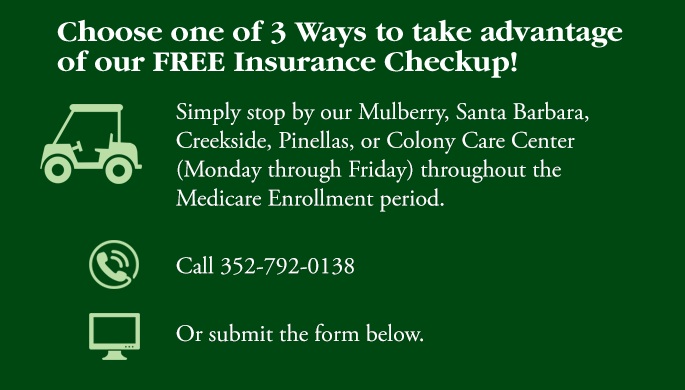 Choose one of 3 Ways to take advantage
of our FREE Insurance Checkup!
Simply stop by our Mulberry, Santa Barbara,
Creekside, Pinellas, or Colony Care Center
(Monday through Friday) throughout the
Medicare Enrollment period.
Call 352-792-0138
Or submit the form below.